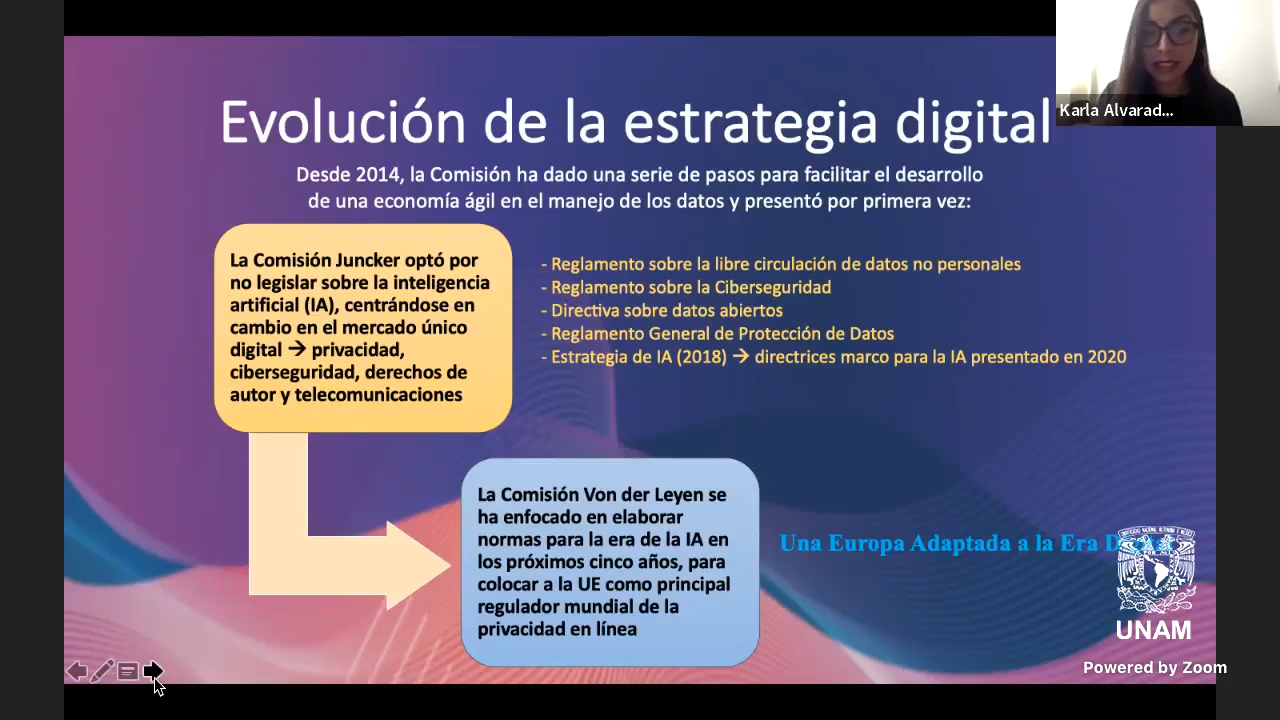 Evolución de la estrategia digital
Karla Alvarad...
Desde 2014, la Comisión ha dado una serie de pasos para facilitar el desarrollo
de una economía ágil en el manejo de los datos y presentó por primera vez:
La Comisión Juncker optó por
no legislar sobre la inteligencia
artificial (IA), centrándose en
cambio en el mercado único
digital → privacidad,
ciberseguridad, derechos de
autor y telecomunicaciones
- Reglamento sobre la libre circulación de datos no personales
- Reglamento sobre la Ciberseguridad
- Directiva sobre datos abiertos
- Reglamento General de Protección de Datos
- Estrategia de IA (2018) → directrices marco para la IA presentado en 2020
La Comisión Von der Leyen se
ha enfocado en elaborar
normas para la era de la IA en
los próximos cinco años, para
colocar a la UE como principal
regulador mundial de la
privacidad en línea
Una Europa Adaptada a la Era
UNAM
Powered by Zoom